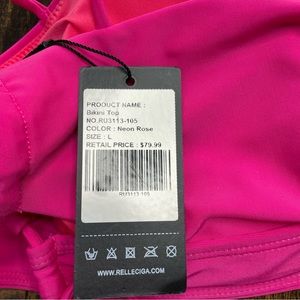 PRODUCT NAME :
Bikini Top
NO.RU3113-105
COLOR : Neon Rose
SIZE : L
RETAIL PRICE : $79.99
RU3113-105
WWW.RELLECIGA.COM